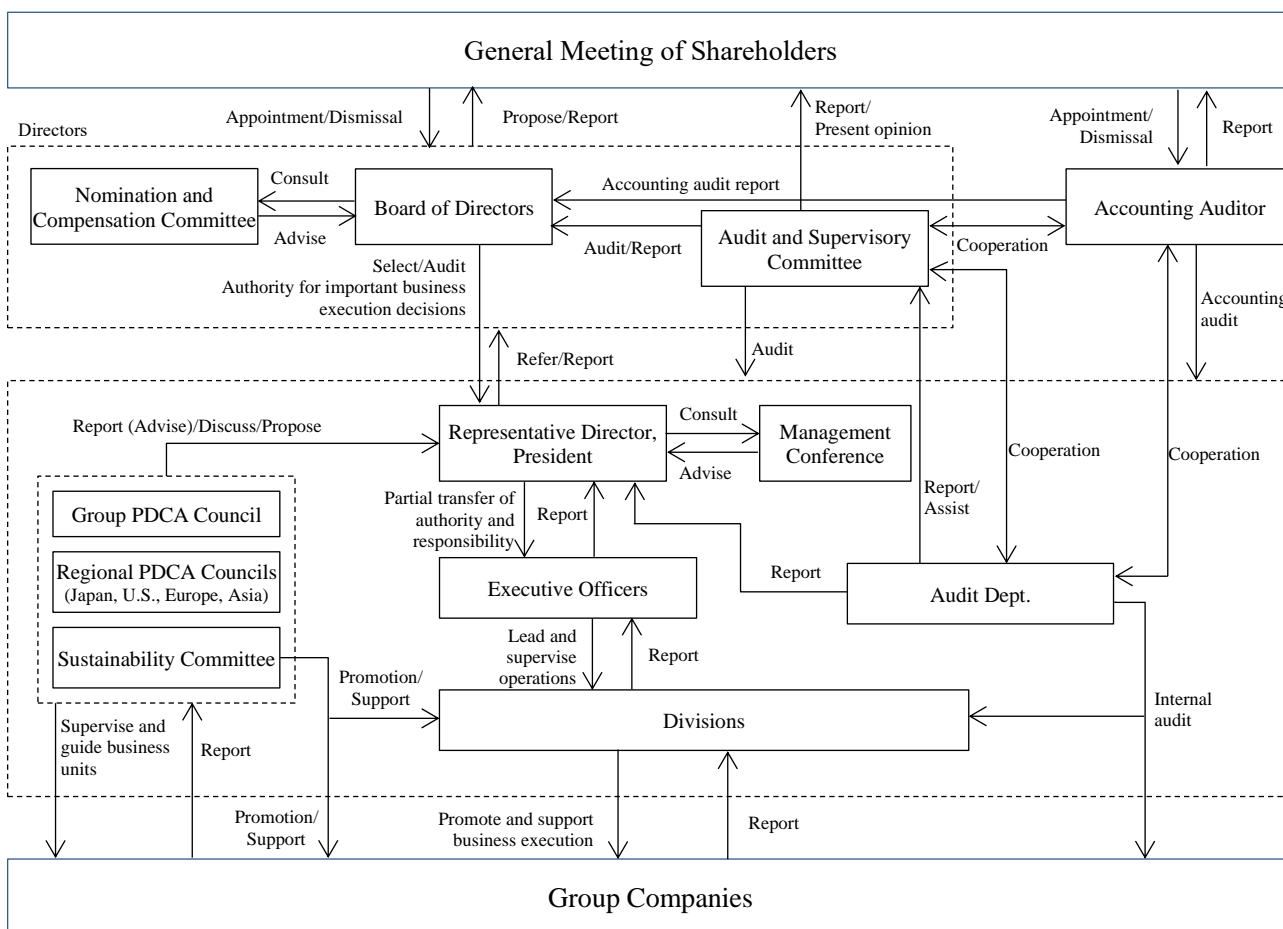 General Meeting of Shareholders
Appointment/Dismissal
Propose/Report
Report/
Present opinion
Appointment/
Dismissal
Report
Directors
Nomination and
Compensation Committee
Consult
Advise
Board of Directors
Accounting audit report
Audit/Report
Audit and Supervisory
Committee
Cooperation
Accounting Auditor
Select/Audit
Authority for important business
execution decisions
Refer/Report
Audit
Accounting
audit
Report (Advise)/Discuss/Propose
Representative Director,
President
Consult
Advise
Management
Conference
Cooperation
Cooperation
Group PDCA Council
Regional PDCA Councils
(Japan, U.S., Europe, Asia)
Sustainability Committee
Partial transfer of
authority and
responsibility
Report
Report/
Assist
Executive Officers
Report
Audit Dept.
Lead and
supervise
operations
Report
Promotion/
Support
Divisions
Internal
audit
Supervise and
guide business
units
Report
Promotion/
Support
Promote and support
business execution
Report
Group Companies